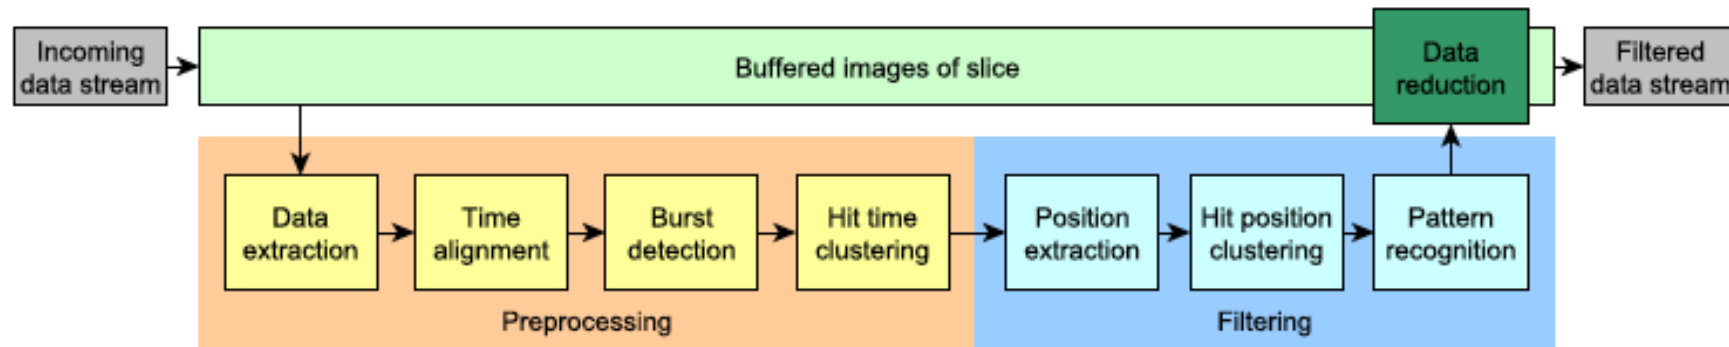 Incoming
data stream
Buffered images of slice
Data
reduction
Filtered
data stream
Data
extraction
Time
alignment
Burst
detection
Hit time
clustering
Position
extraction
Hit position
clustering
Pattern
recognition
Preprocessing
Filtering